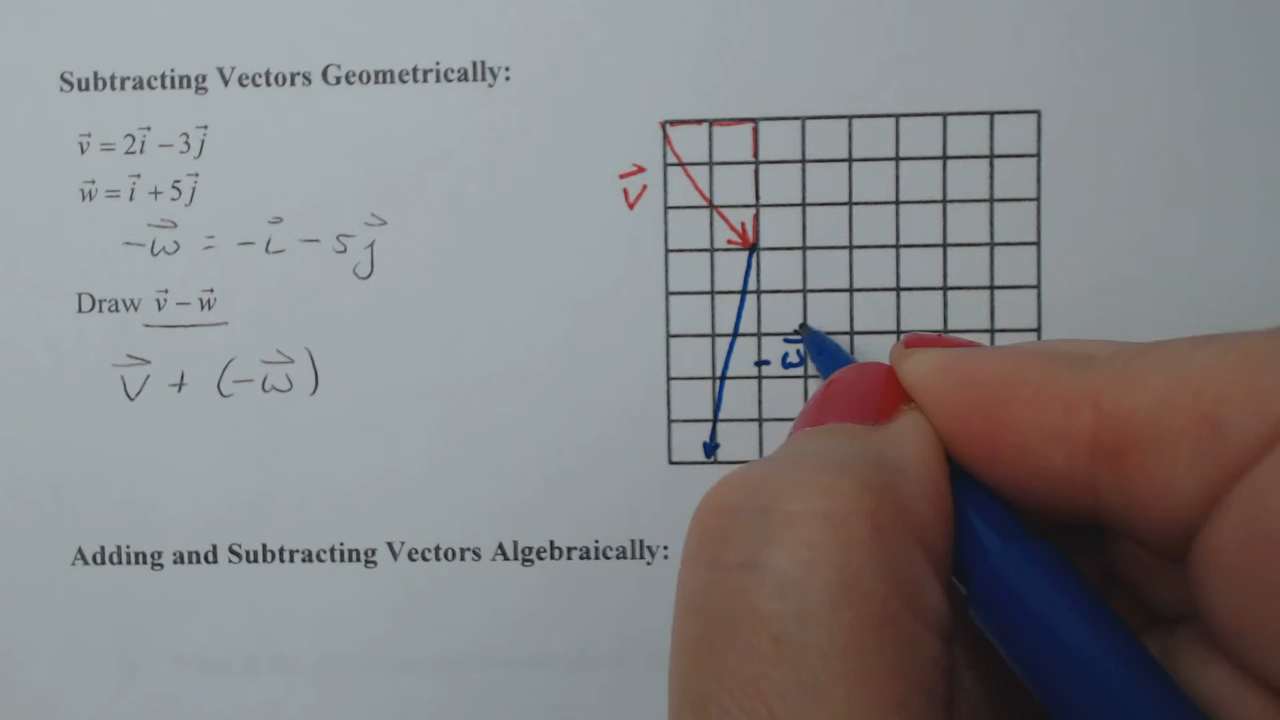 Subtracting Vectors Geometrically:
v⃗ = 2i⃗ − 3j⃗
w⃗ = i⃗ + 5j⃗
−w⃗ = −i⃗ − 5j⃗
Draw v⃗ − w⃗
v⃗ + (−w⃗)
v⃗
−w⃗
Adding and Subtracting Vectors Algebraically: